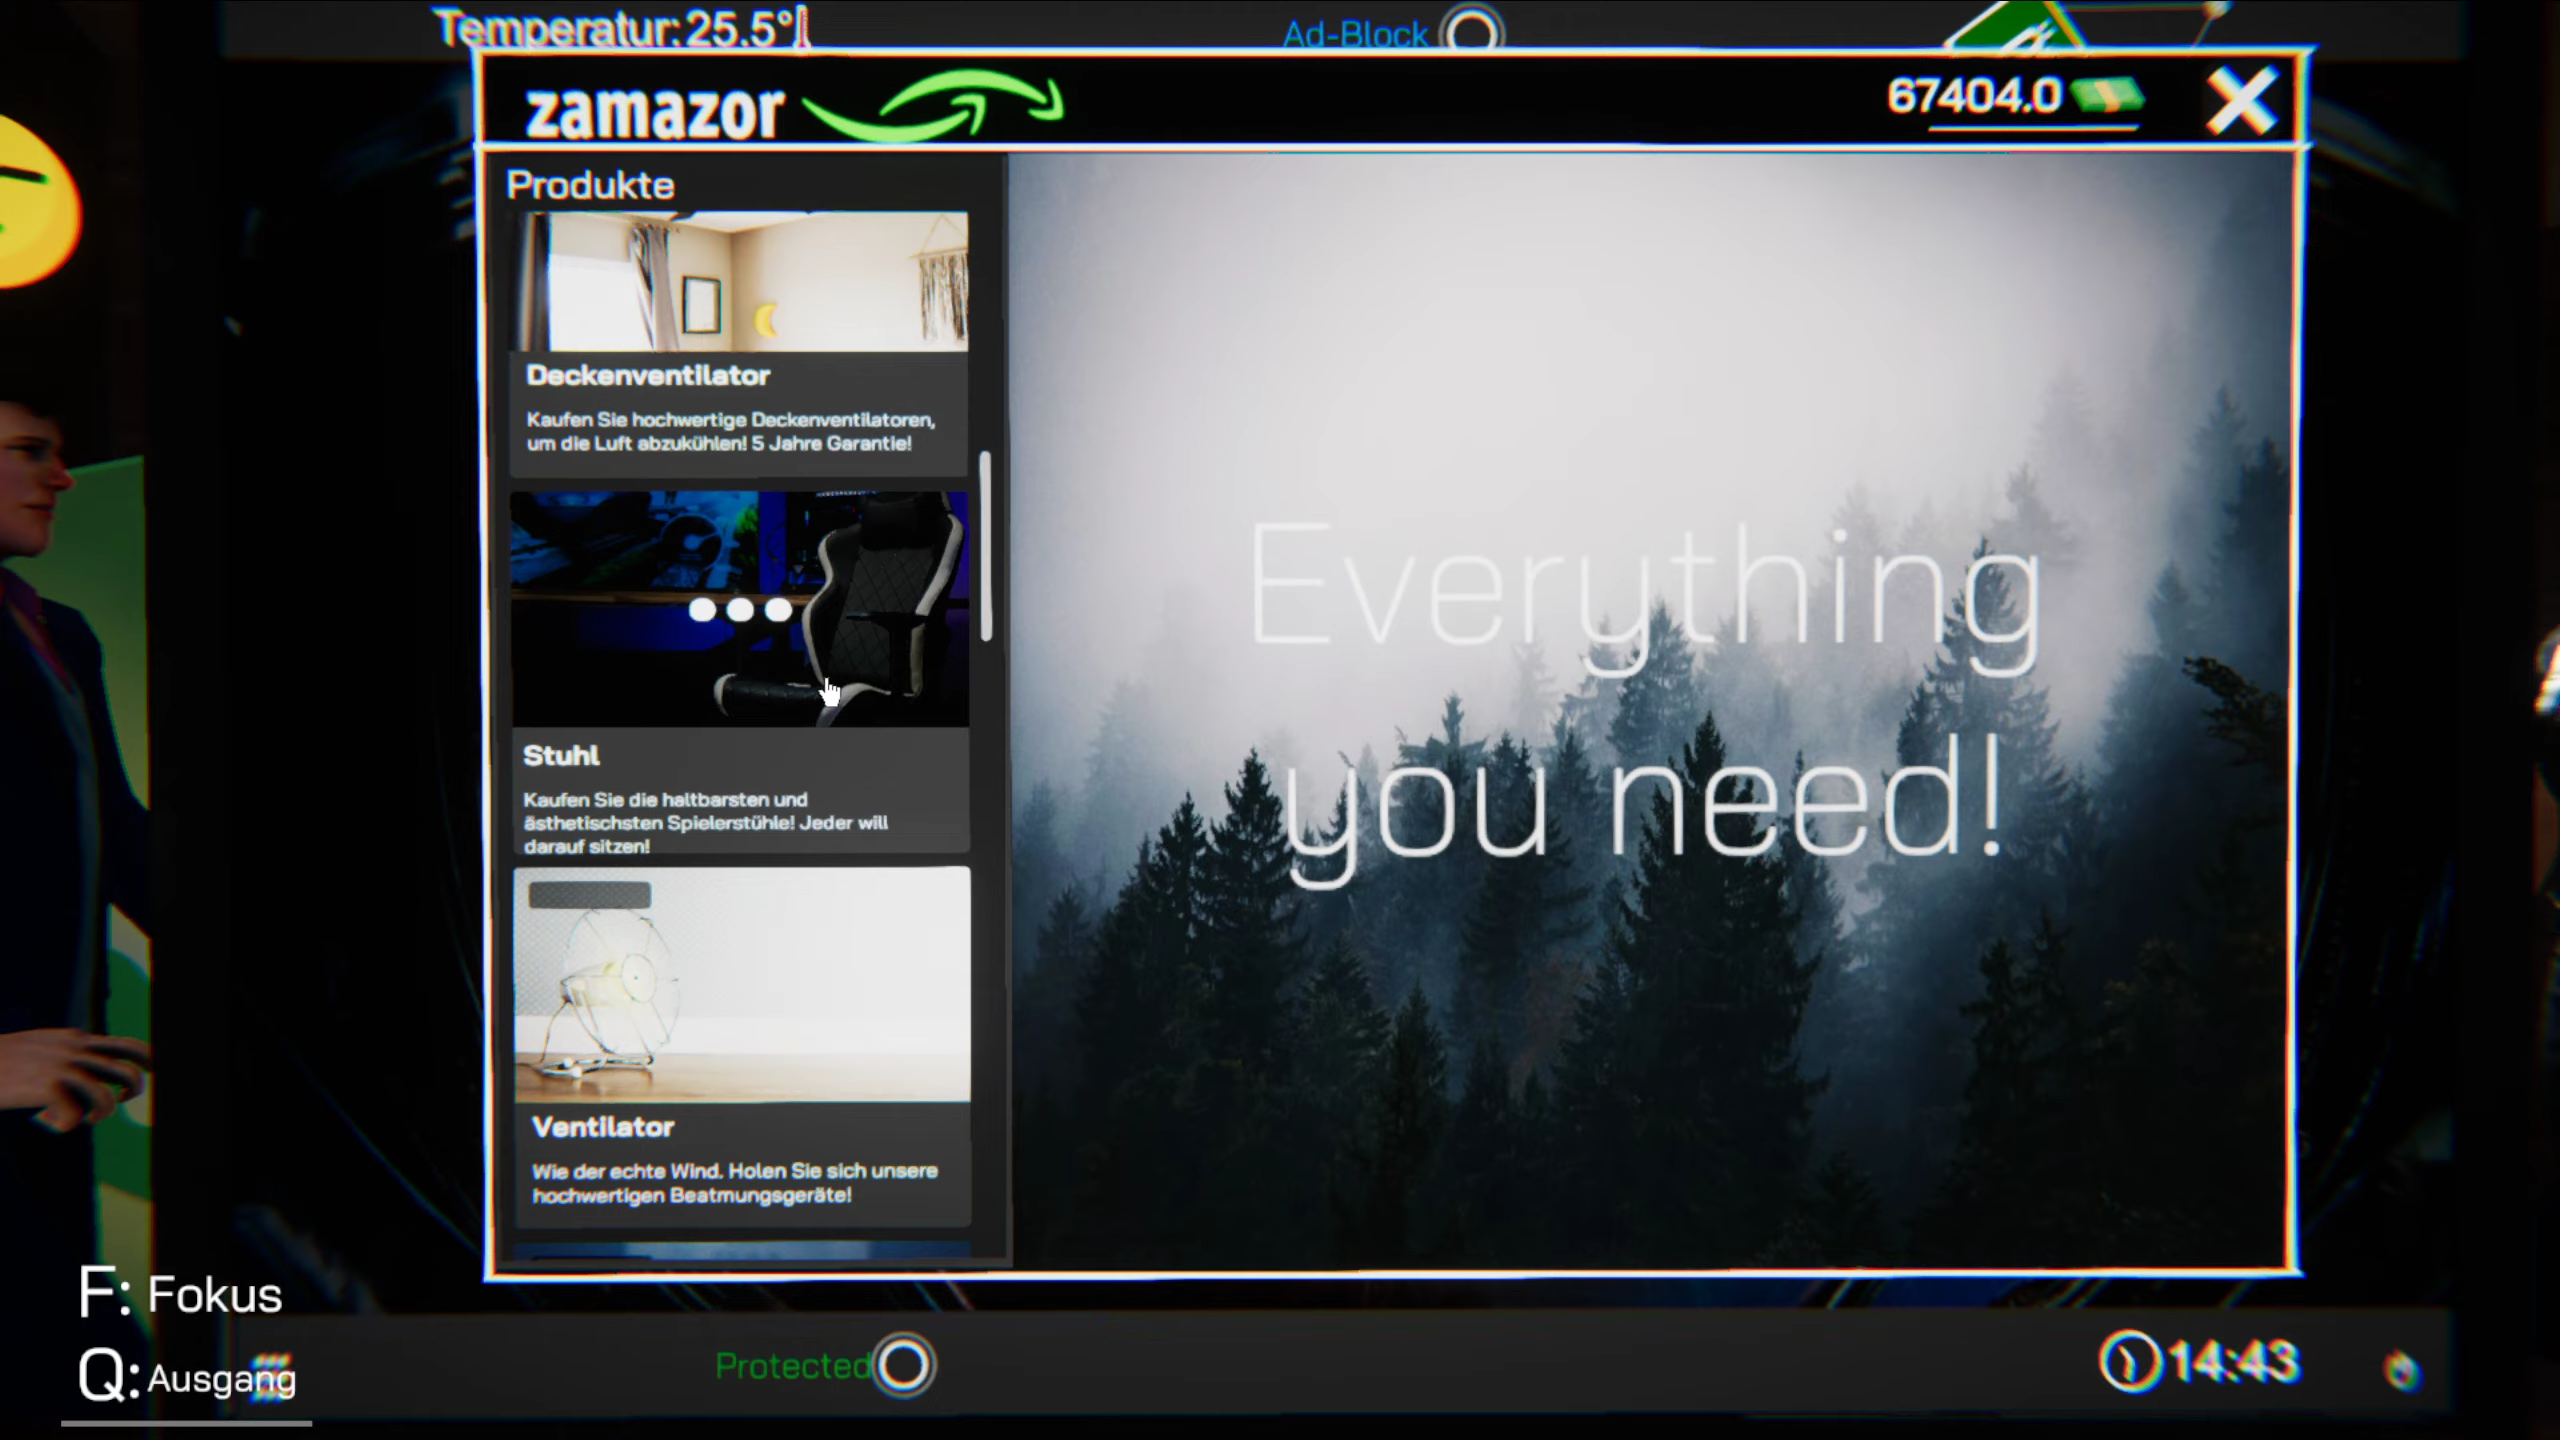 Temperatur: 25.5°
Ad-Block
zamazor
67404.0
Produkte
Deckenventilator
Kaufen Sie hochwertige Deckenventilatoren,
um die Luft abzukühlen! 5 Jahre Garantie!
Stuhl
Kaufen Sie die haltbarsten und
ästhetischsten Spielerstühle! Jeder will
darauf sitzen!
Ventilator
Wie der echte Wind. Holen Sie sich unsere
hochwertigen Beatmungsgeräte!
Everything
you need!
F: Fokus
Q: Ausgang
Protected
14:43